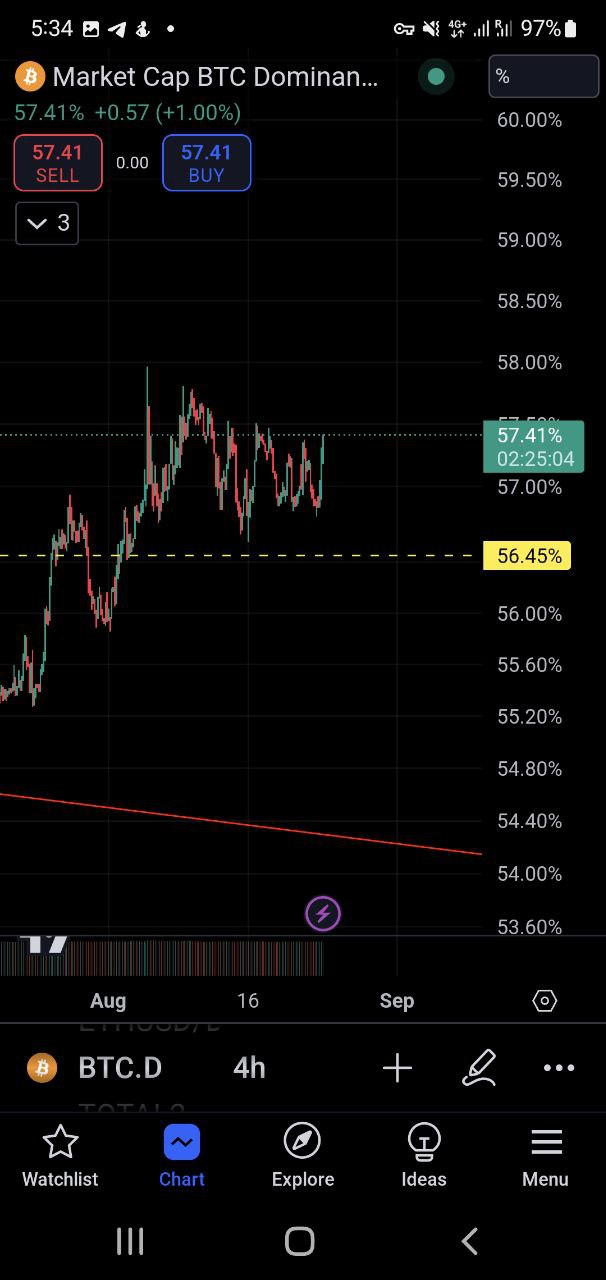 5:34 4G+ R 97%
Market Cap BTC Dominan... %
57.41% +0.57 (+1.00%)
57.41 SELL 0.00 57.41 BUY
3
60.00%
59.50%
59.00%
58.50%
58.00%
57.50%
57.41%
02:25:04
57.00%
56.45%
56.00%
55.60%
55.20%
54.80%
54.40%
54.00%
53.60%
Aug 16 Sep
BTC.D 4h
Watchlist Chart Explore Ideas Menu